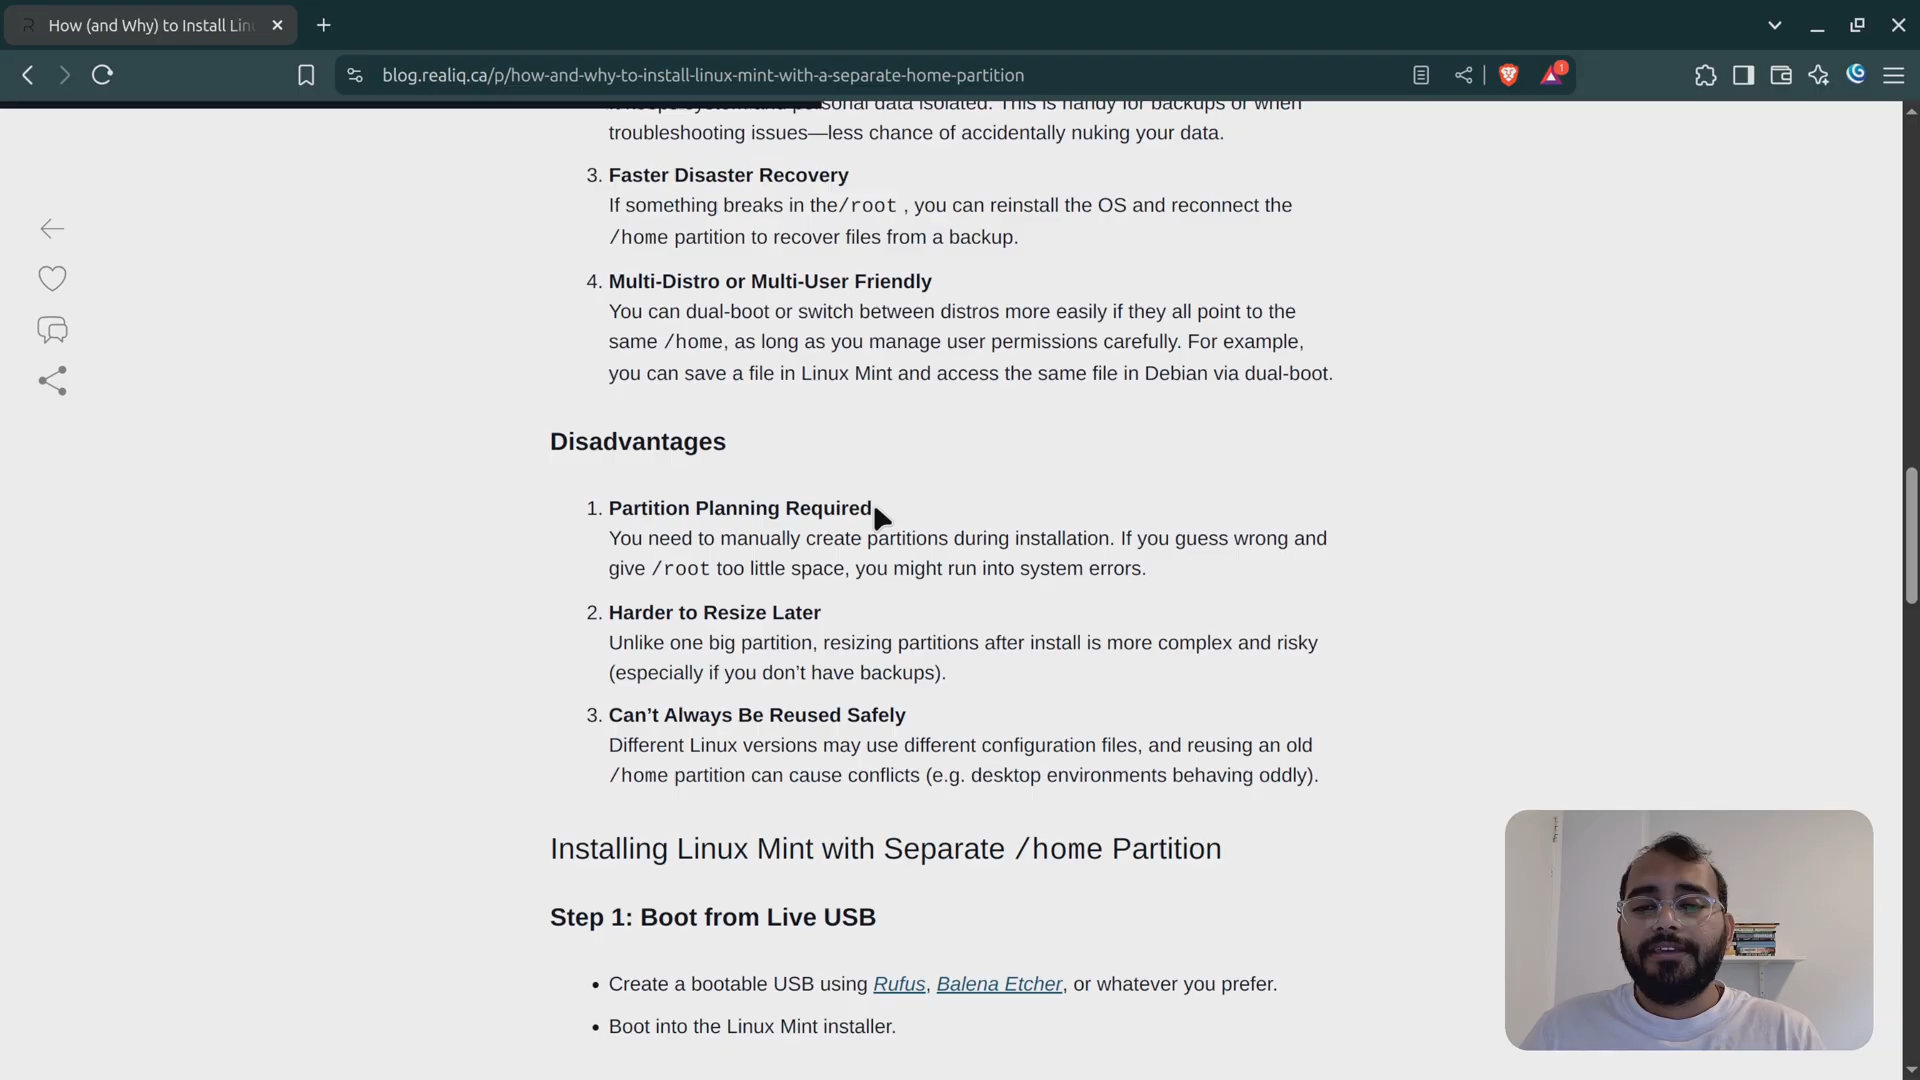 How (and Why) to Install Lin
blog.realiq.ca/p/how-and-why-to-install-linux-mint-with-a-separate-home-partition
1
personal data isolated. This is handy for backups or when
troubleshooting issues—less chance of accidentally nuking your data.
3. Faster Disaster Recovery
If something breaks in the/root , you can reinstall the OS and reconnect the
/home partition to recover files from a backup.
4. Multi-Distro or Multi-User Friendly
You can dual-boot or switch between distros more easily if they all point to the
same /home, as long as you manage user permissions carefully. For example,
you can save a file in Linux Mint and access the same file in Debian via dual-boot.
Disadvantages
1. Partition Planning Required
You need to manually create partitions during installation. If you guess wrong and
give /root too little space, you might run into system errors.
2. Harder to Resize Later
Unlike one big partition, resizing partitions after install is more complex and risky
(especially if you don’t have backups).
3. Can’t Always Be Reused Safely
Different Linux versions may use different configuration files, and reusing an old
/home partition can cause conflicts (e.g. desktop environments behaving oddly).
Installing Linux Mint with Separate /home Partition
Step 1: Boot from Live USB
• Create a bootable USB using Rufus, Balena Etcher, or whatever you prefer.
• Boot into the Linux Mint installer.